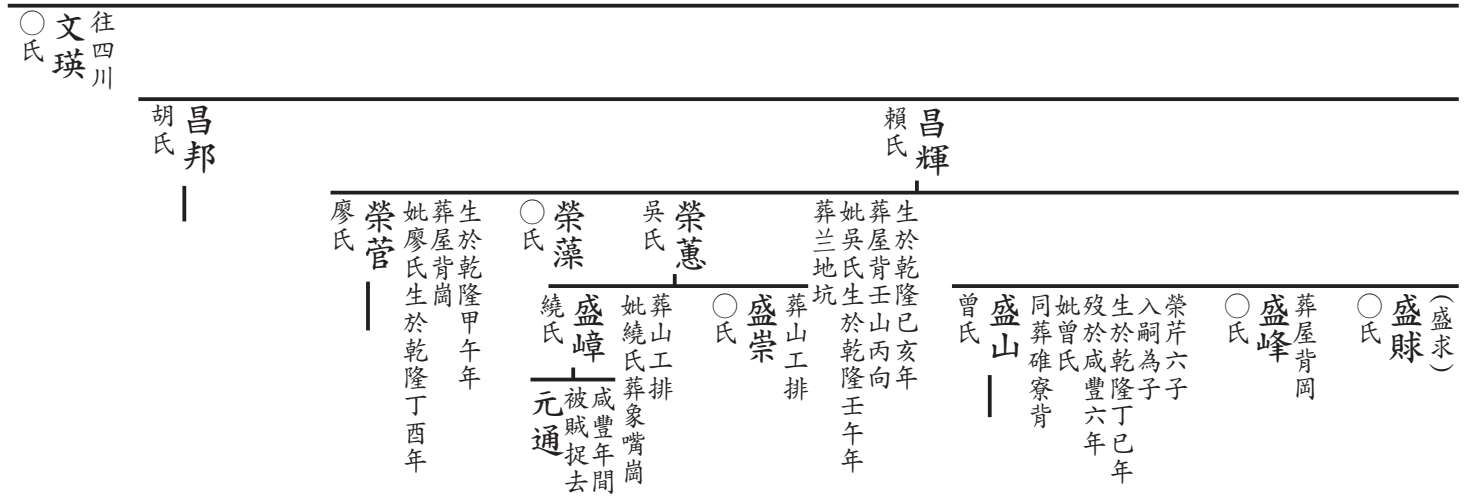 往四川
文瑛
○氏
昌輝
賴氏
昌邦
胡氏
生於乾隆已亥年
葬屋背壬山丙向
妣吳氏生於乾隆壬午年
葬兰地坑
榮蕙
吳氏
榮藻
○氏
生於乾隆甲午年
葬屋背崗
妣廖氏生於乾隆丁酉年
榮菅
廖氏
(盛求)
盛賕
○氏
葬屋背岡
盛峰
○氏
榮芹六子
入嗣為子
生於乾隆丁巳年
歿於咸豐六年
妣曾氏
同葬碓寮背
盛山
曾氏
葬山工排
盛崇
○氏
葬山工排
妣繞氏葬象嘴崗
盛嶂
繞氏
咸豐年間
被賊捉去
元通